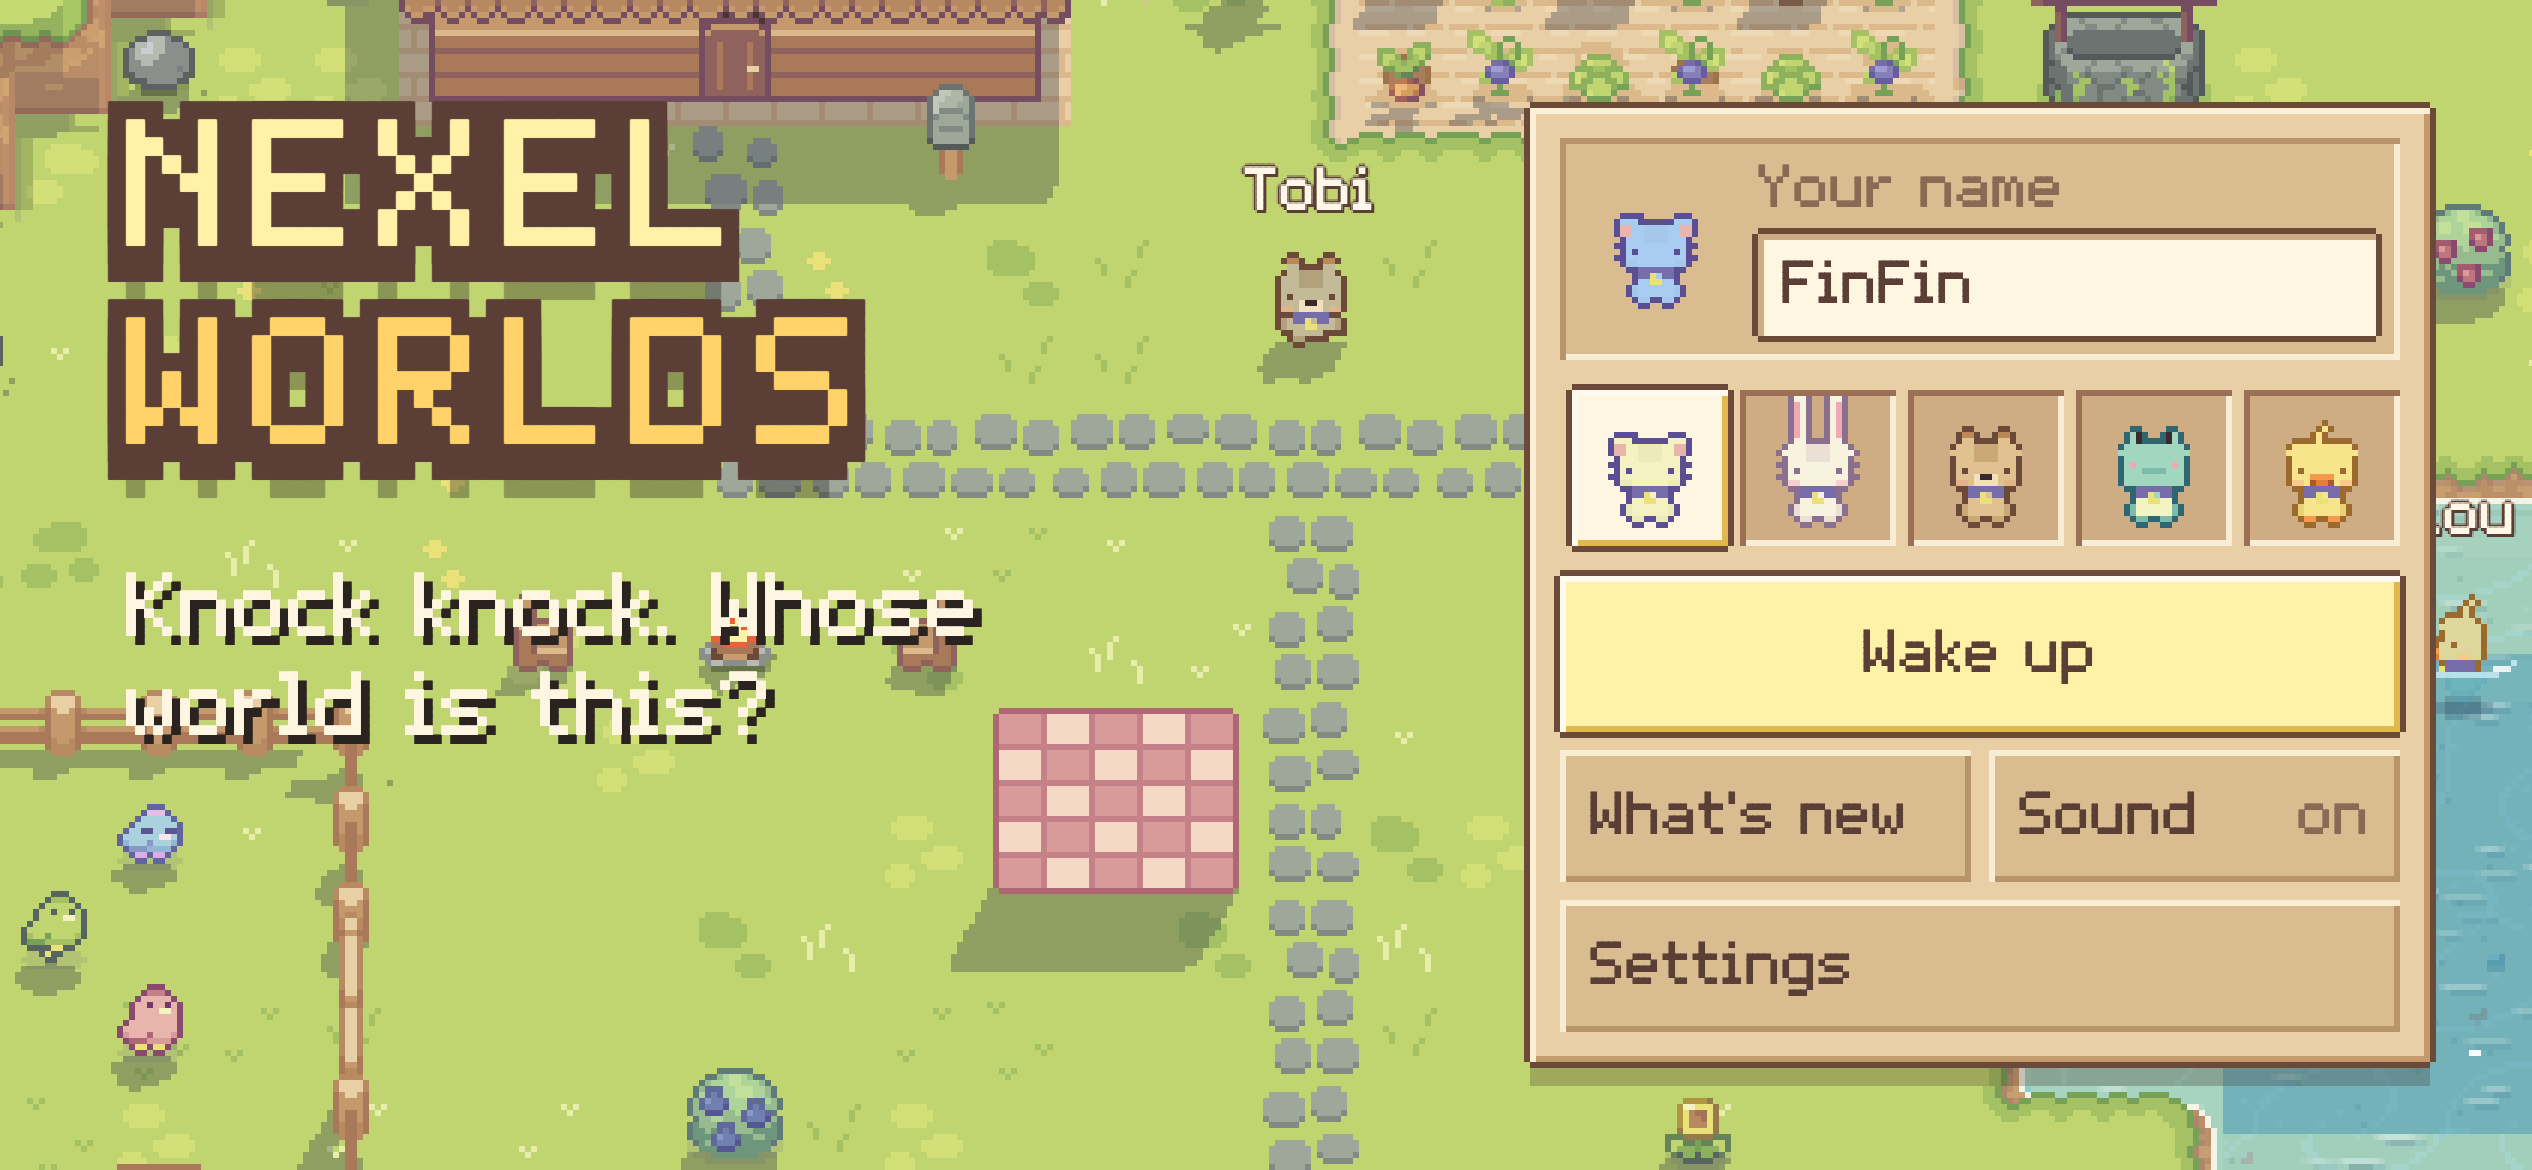 NEXEL
WORLDS
Knock knock. Whose
world is this?
Tobi
Your name
FinFin
Wake up
What's new
Sound on
Settings